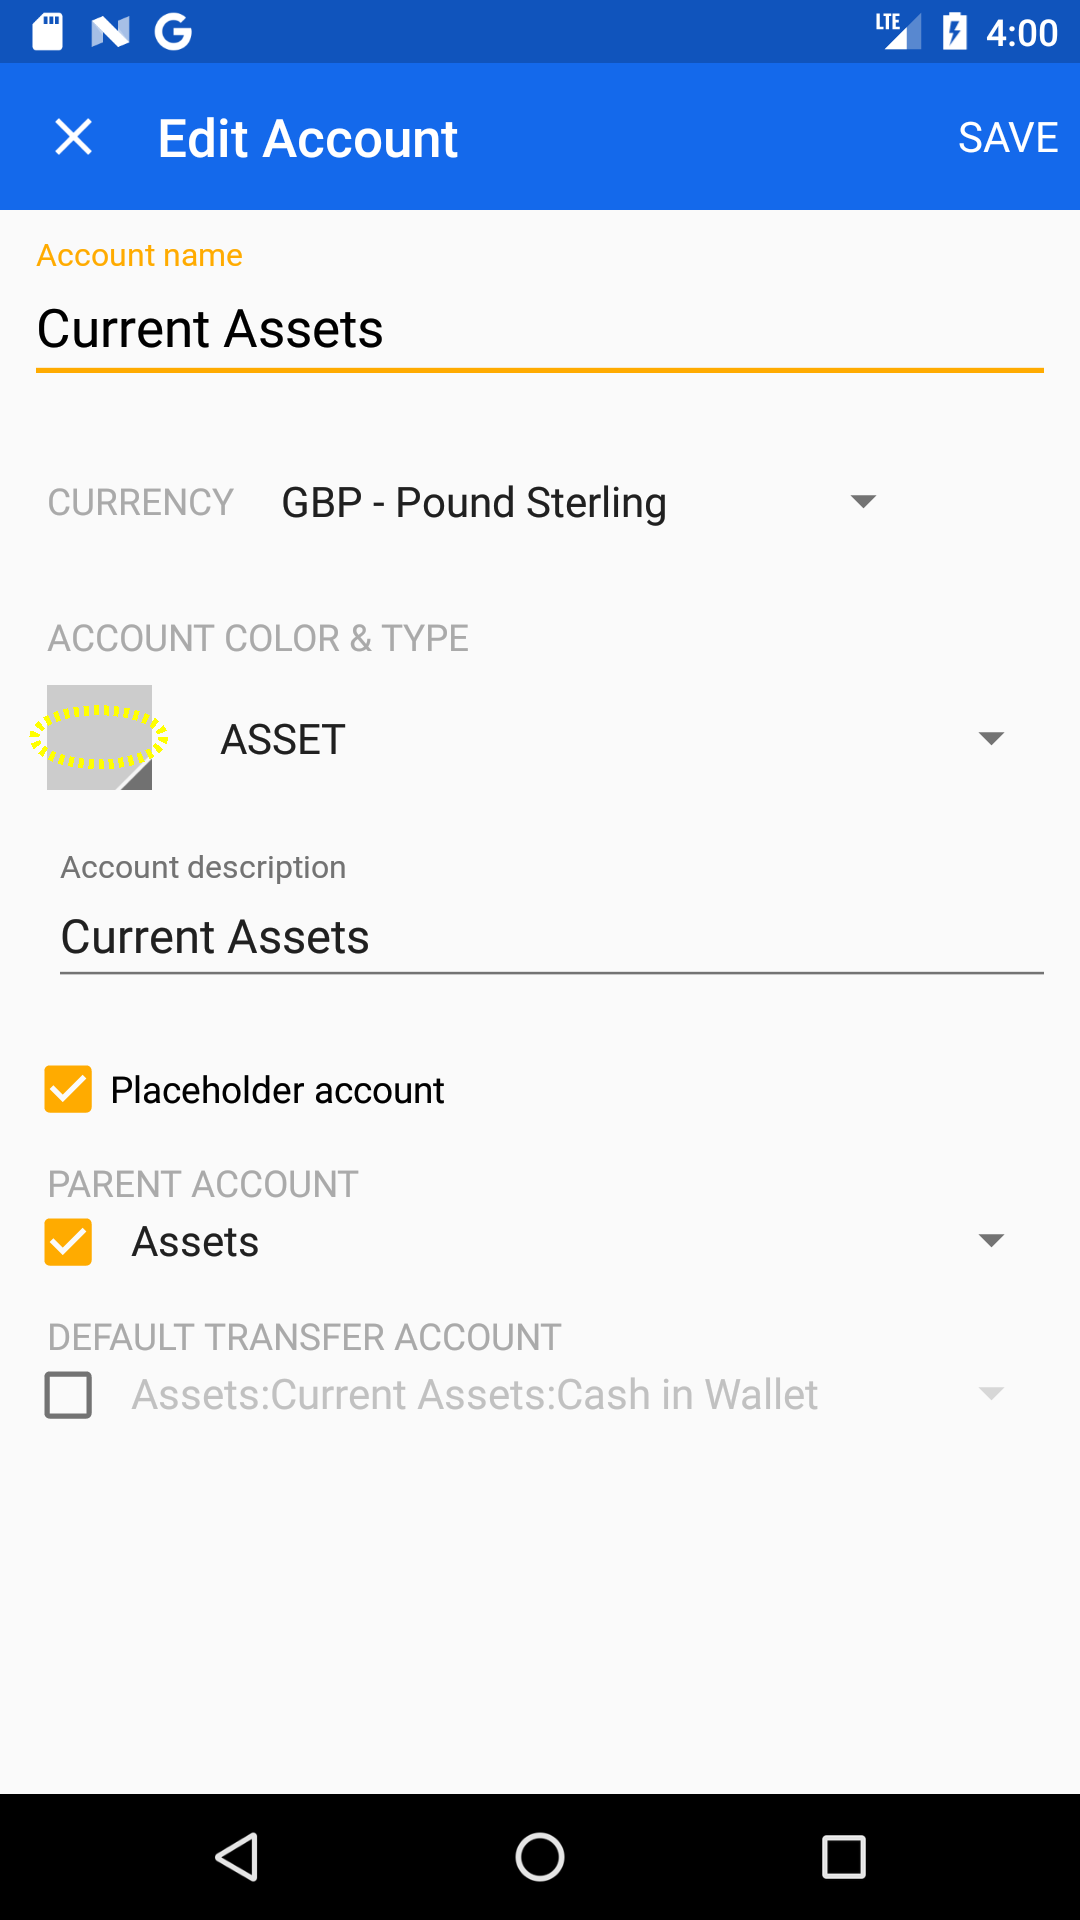 LTE 4:00
Edit Account SAVE
Account name
Current Assets
CURRENCY GBP - Pound Sterling
ACCOUNT COLOR & TYPE
ASSET
Account description
Current Assets
Placeholder account
PARENT ACCOUNT
Assets
DEFAULT TRANSFER ACCOUNT
Assets:Current Assets:Cash in Wallet